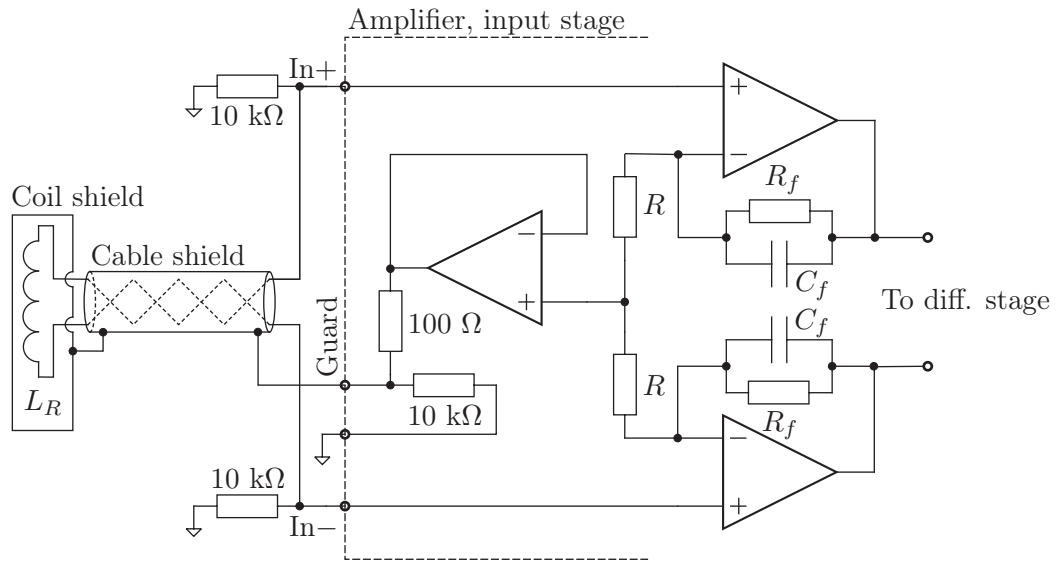 Amplifier, input stage
In+
10 kΩ
+
−
R_f
Coil shield
R
Cable shield
−
C_f
To diff. stage
+
C_f
100 Ω
Guard
R
L_R
10 kΩ
R_f
−
10 kΩ
+
In−